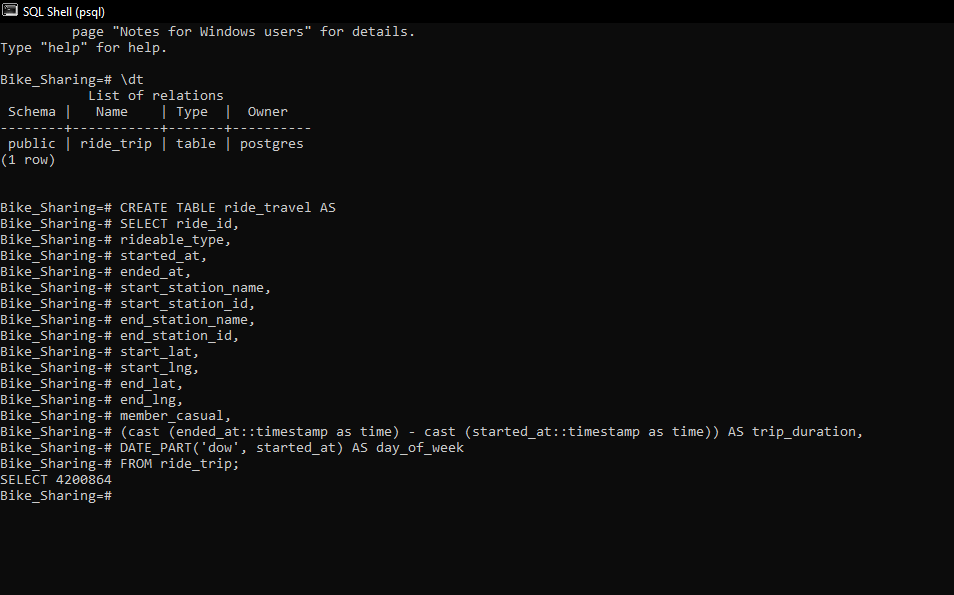 SQL Shell (psql)
page "Notes for Windows users" for details.
Type "help" for help.
Bike_Sharing=# \dt
List of relations
Schema | Name | Type | Owner
--------+-----------+-------+----------
public | ride_trip | table | postgres
(1 row)
Bike_Sharing=# CREATE TABLE ride_travel AS
Bike_Sharing-# SELECT ride_id,
Bike_Sharing-# rideable_type,
Bike_Sharing-# started_at,
Bike_Sharing-# ended_at,
Bike_Sharing-# start_station_name,
Bike_Sharing-# start_station_id,
Bike_Sharing-# end_station_name,
Bike_Sharing-# end_station_id,
Bike_Sharing-# start_lat,
Bike_Sharing-# start_lng,
Bike_Sharing-# end_lat,
Bike_Sharing-# end_lng,
Bike_Sharing-# member_casual,
Bike_Sharing-# (cast (ended_at::timestamp as time) - cast (started_at::timestamp as time)) AS trip_duration,
Bike_Sharing-# DATE_PART('dow', started_at) AS day_of_week
Bike_Sharing-# FROM ride_trip;
SELECT 4200864
Bike_Sharing=#